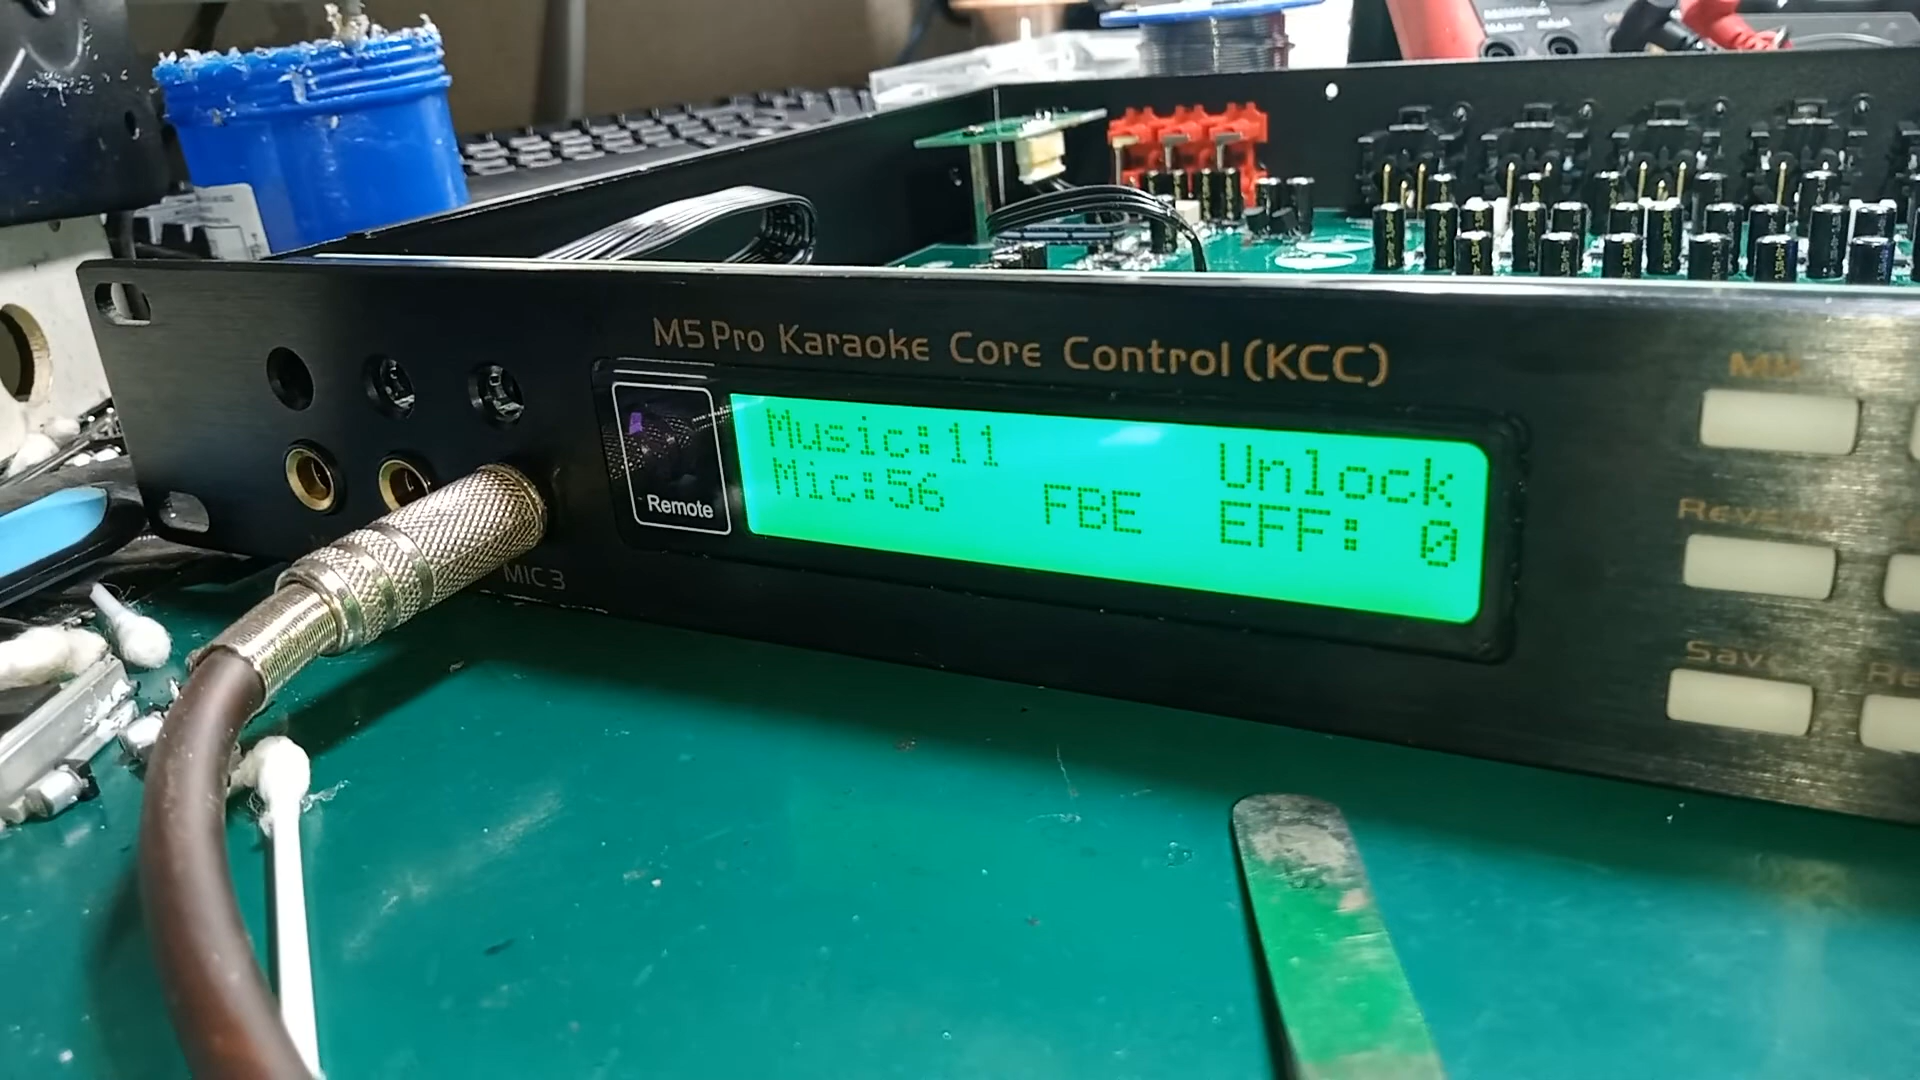 M5 Pro Karaoke Core Control (KCC)
Remote
Music:11 Unlock
Mic:56 FBE EFF: 0
MIC 3
Save